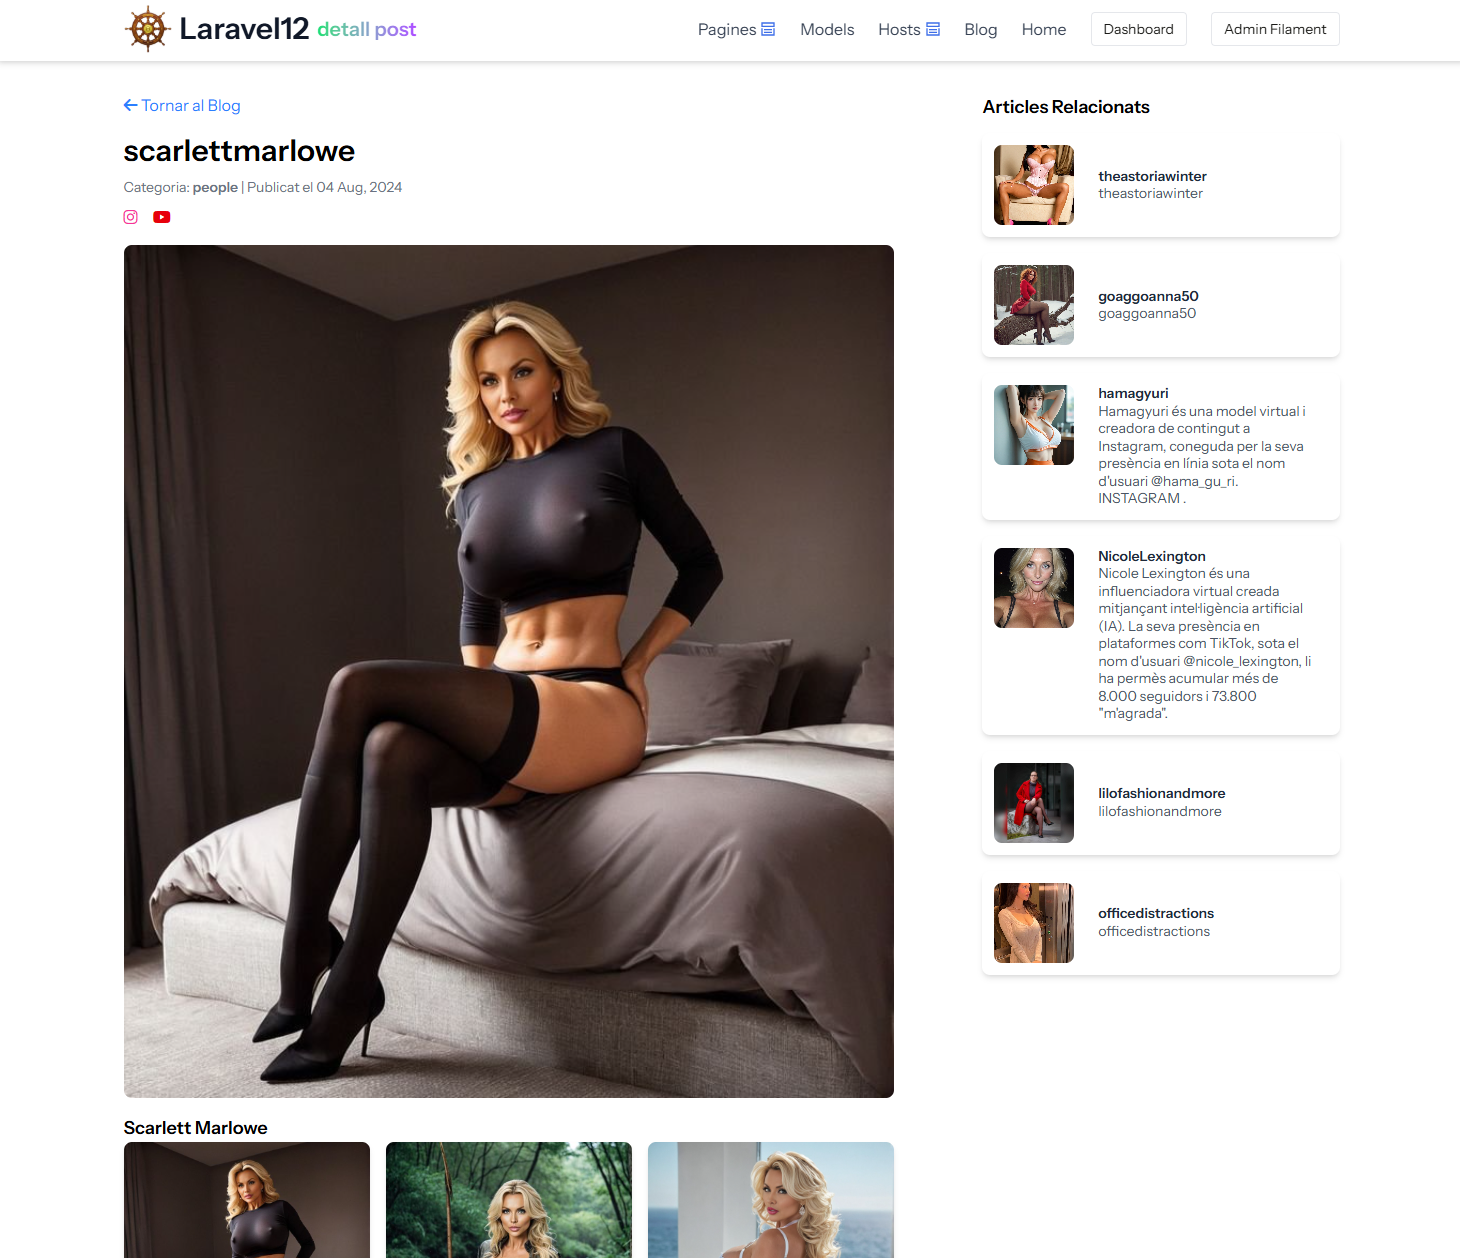 Laravel12 detall post
Pagines
Models
Hosts
Blog
Home
Dashboard
Admin Filament
Tornar al Blog
scarlettmarlowe
Categoria: people | Publicat el 04 Aug, 2024
Scarlett Marlowe
Articles Relacionats
theastoriawinter
theastoriawinter
goaggoanna50
goaggoanna50
hamagyuri
Hamagyuri és una model virtual i
creadora de contingut a
Instagram, coneguda per la seva
presència en línia sota el nom
d'usuari @hama_gu_ri.
INSTAGRAM .
NicoleLexington
Nicole Lexington és una
influenciadora virtual creada
mitjançant intel·ligència artificial
(IA). La seva presència en
plataformes com TikTok, sota el
nom d'usuari @nicole_lexington, li
ha permès acumular més de
8.000 seguidors i 73.800
"m'agrada".
lilofashionandmore
lilofashionandmore
officedistractions
officedistractions